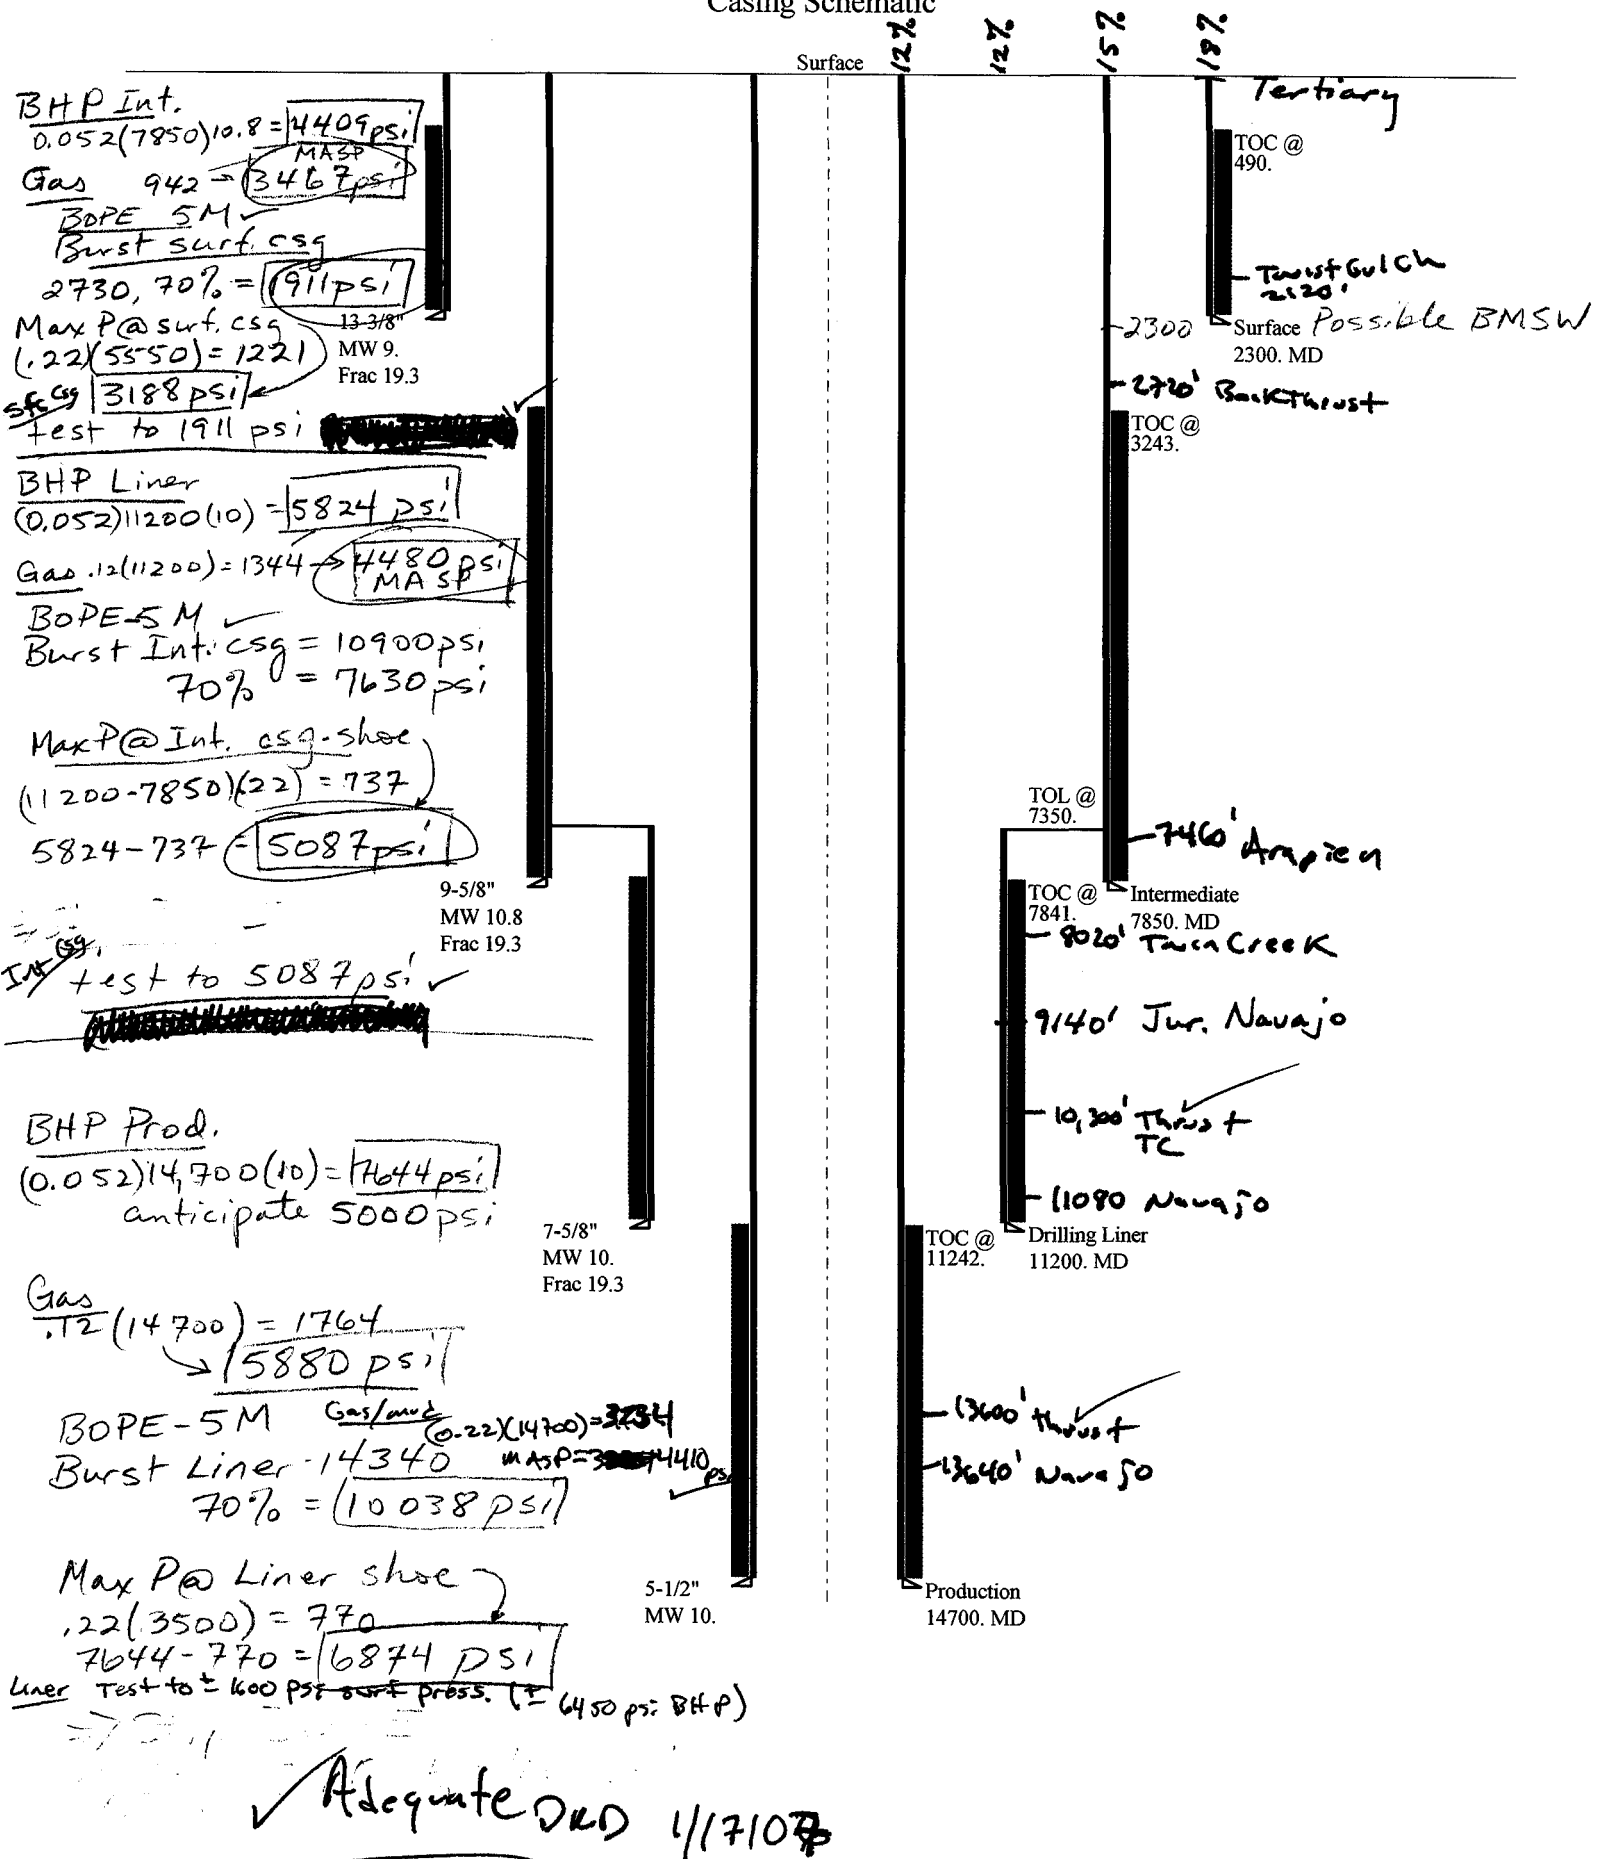 Casing Schematic
Surface
12%
12%
15%
18%
BHP Int.
0.052(7850)10.8 = 4409psi
MASP
Gas 942 → 3467psi
BOPE 5M ✓
Burst surf. csg
2730, 70% = 1911psi
Max P@ surf. csg
(.22)(5550) = 1221
sfc csg 3188 psi
test to 1911 psi
13-3/8"
MW 9.
Frac 19.3
BHP Liner
(0.052)11200(10) = 5824 psi
Gas .12(11200) = 1344 → 4480 psi
MASP
BOPE-5M ✓
Burst Int. csg = 10900psi
70% = 7630 psi
Max P@ Int. csg. shoe
(11200-7850)(22) = 737
5824-737 = 5087psi
9-5/8"
MW 10.8
Frac 19.3
Int csg.
test to 5087psi ✓
BHP Prod.
(0.052)14,700(10) = 7644psi
anticipate 5000psi
7-5/8"
MW 10.
Frac 19.3
Gas
.12 (14700) = 1764
5880 psi
BOPE-5M Gas/mud (0.22)(14700)=3234
Burst Liner - 14340 MASP= 4410 psi
70% = 10038 psi
Max P@ Liner shoe
.22(3500) = 770
7644-770 = 6874 psi
Liner Test to ± 1600 psi surf press. (± 6450 psi BHP)
5-1/2"
MW 10.
✓ Adequate DRD 1/17/07
Tertiary
TOC @
490.
Twist Gulch
2120'
Surface Possible BMSW
2300. MD
2300
2720' Back Thrust
TOC @
3243.
TOL @
7350.
7460' Arapien
Intermediate
7850. MD
TOC @
7841.
8020' Twin Creek
9140' Jur. Navajo
10,300' Thrust
TC
11080 Navajo
Drilling Liner
11200. MD
TOC @
11242.
13600' thrust
13640' Navajo
Production
14700. MD